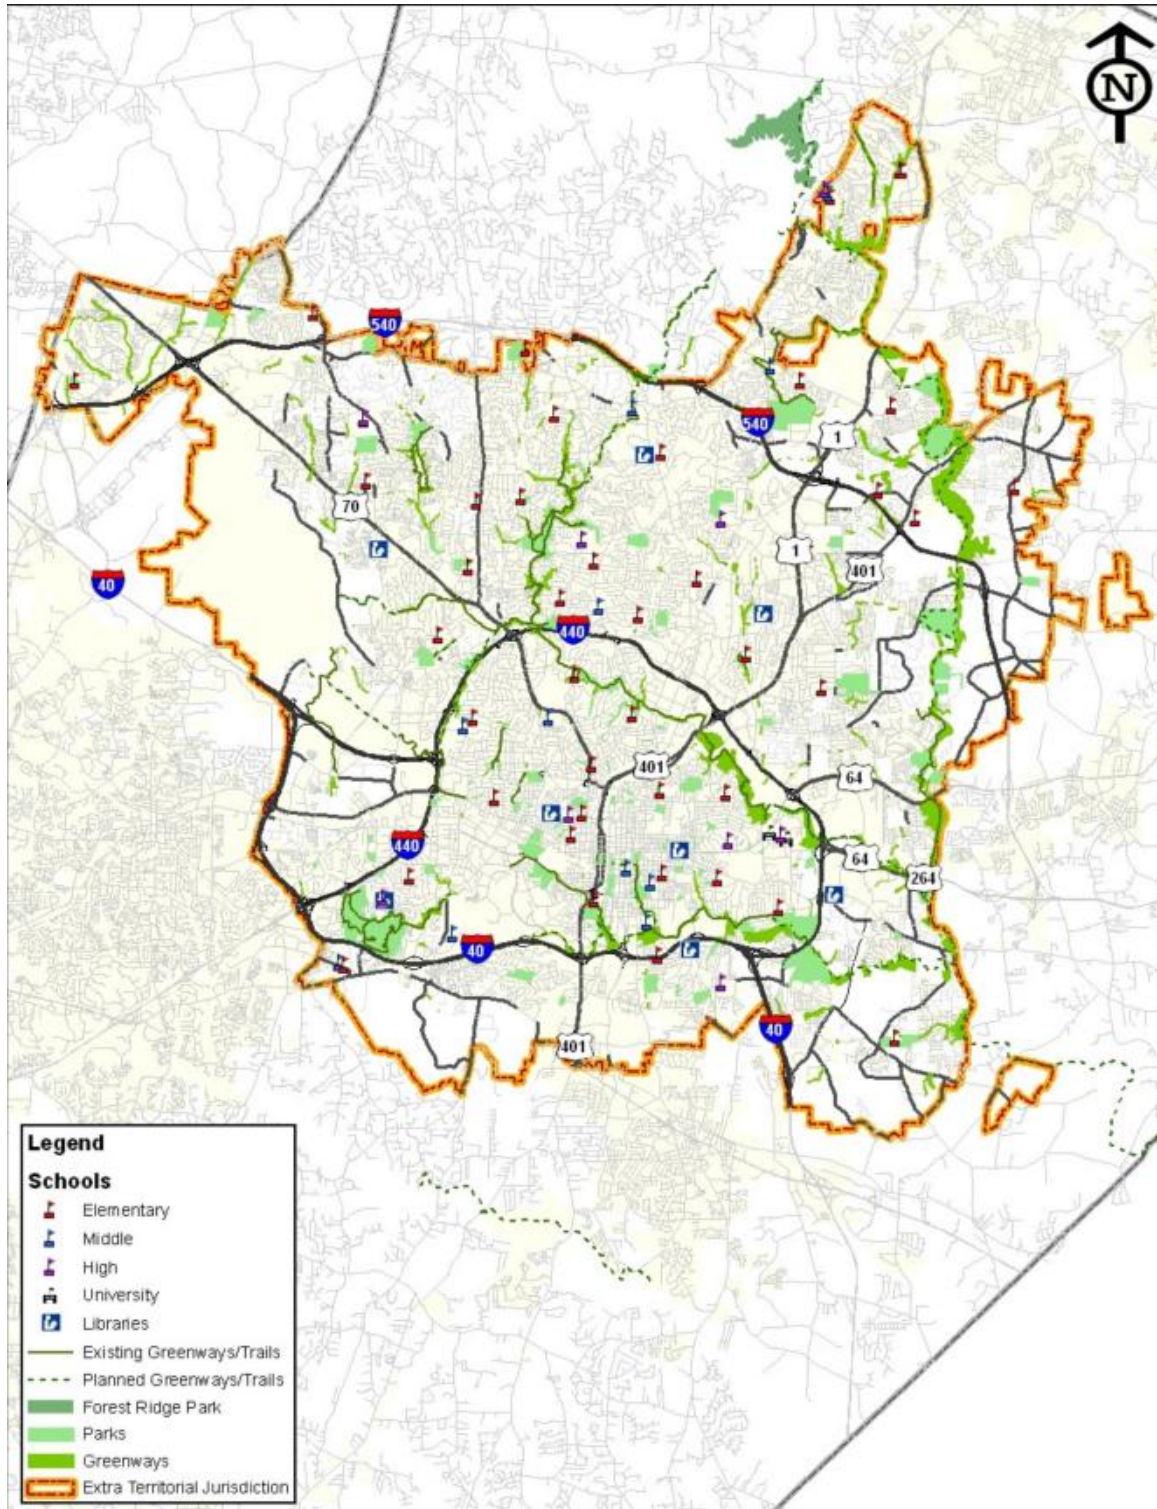 N
540
540
1
70
1
401
40
440
401
64
440
64
264
40
40
401
Legend
Schools
Elementary
Middle
High
University
Libraries
Existing Greenways/Trails
Planned Greenways/Trails
Forest Ridge Park
Parks
Greenways
Extra Territorial Jurisdiction